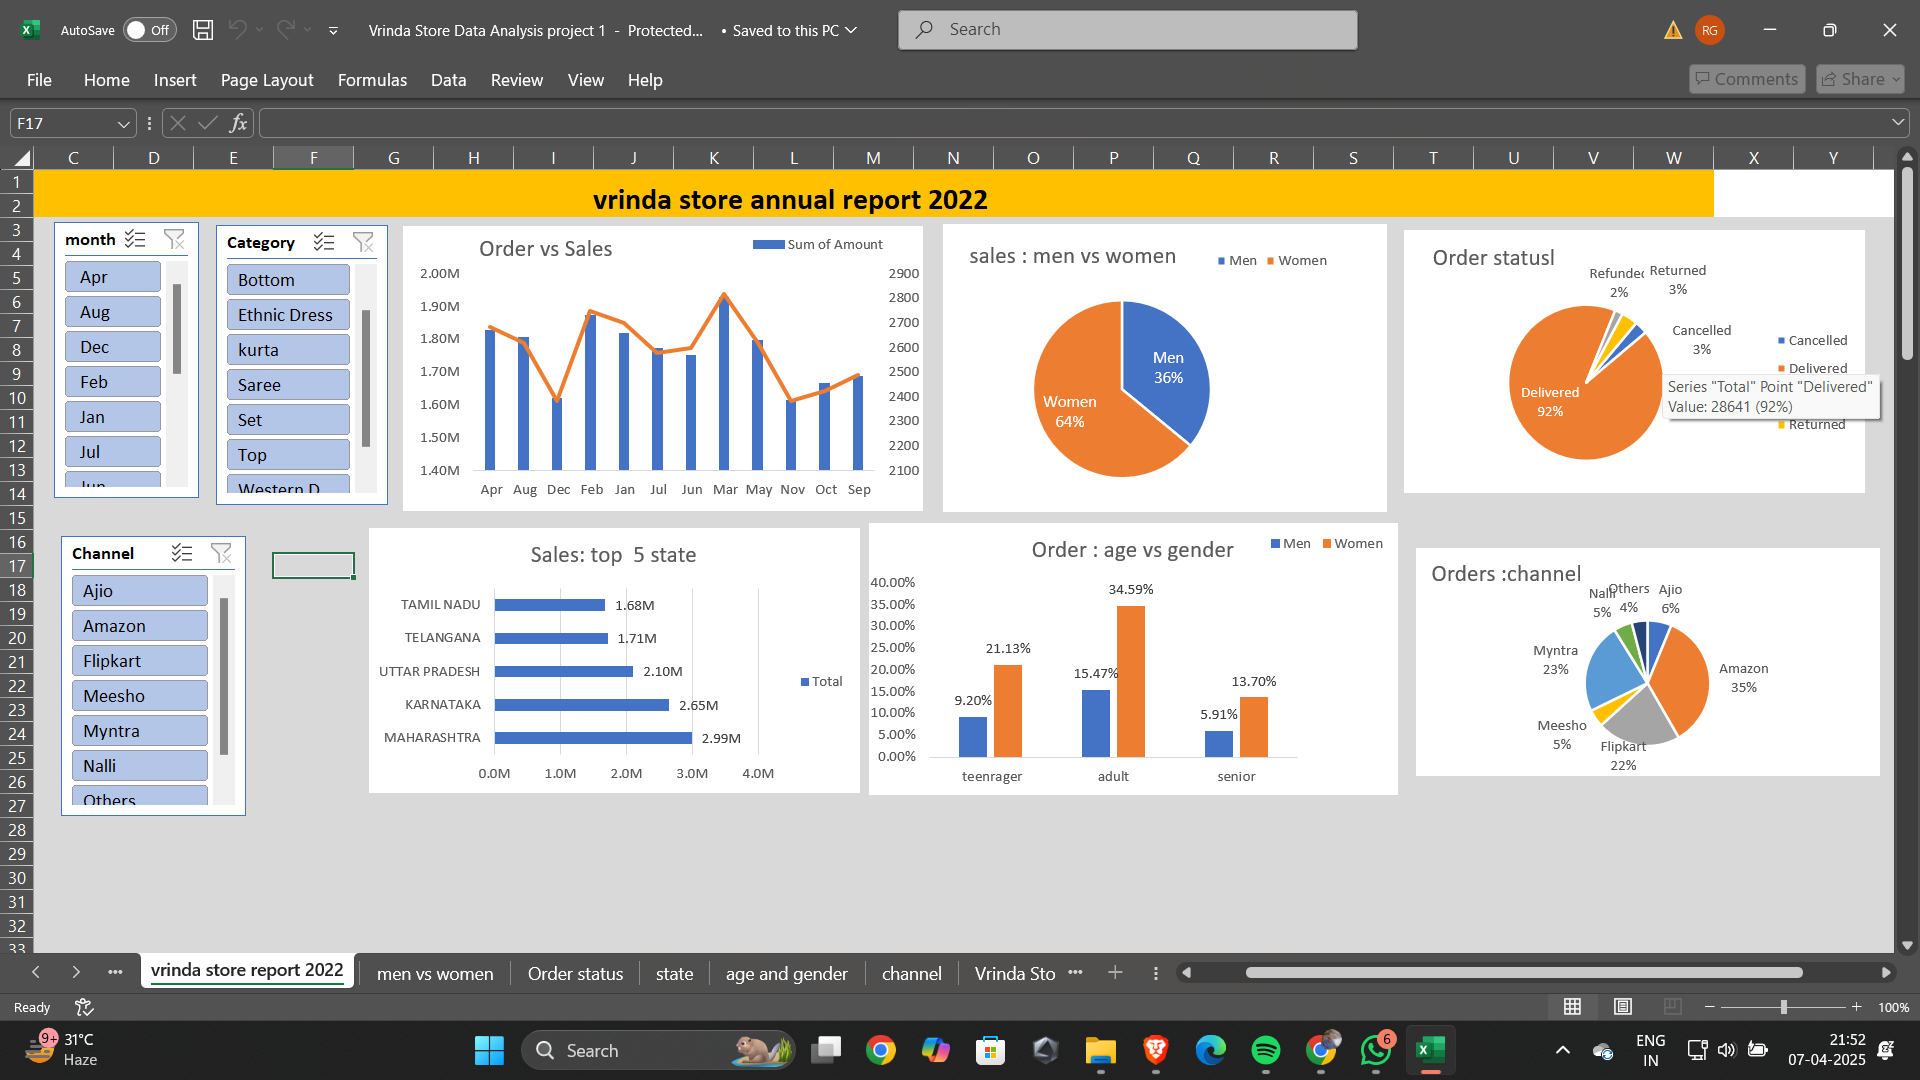 AutoSave Off Vrinda Store Data Analysis project 1 - Protected... • Saved to this PC Search RG
File Home Insert Page Layout Formulas Data Review View Help Comments Share
F17 fx
C D E F G H I J K L M N O P Q R S T U V W X Y
1
2
3
4
5
6
7
8
9
10
11
12
13
14
15
16
17
18
19
20
21
22
23
24
25
26
27
28
29
30
31
32
33
vrinda store annual report 2022
month
Apr
Aug
Dec
Feb
Jan
Jul
Jun
Category
Bottom
Ethnic Dress
kurta
Saree
Set
Top
Western D
Order vs Sales
Sum of Amount
2.00M
1.90M
1.80M
1.70M
1.60M
1.50M
1.40M
2900
2800
2700
2600
2500
2400
2300
2200
2100
Apr Aug Dec Feb Jan Jul Jun Mar May Nov Oct Sep
sales : men vs women
Men Women
Men
36%
Women
64%
Order statusl
Refunded
2%
Returned
3%
Cancelled
3%
Delivered
92%
Cancelled
Delivered
Series "Total" Point "Delivered"
Value: 28641 (92%)
Returned
Channel
Ajio
Amazon
Flipkart
Meesho
Myntra
Nalli
Others
Sales: top 5 state
TAMIL NADU 1.68M
TELANGANA 1.71M
UTTAR PRADESH 2.10M
KARNATAKA 2.65M
MAHARASHTRA 2.99M
0.0M 1.0M 2.0M 3.0M 4.0M
Total
Order : age vs gender
Men Women
40.00%
35.00%
30.00%
25.00%
20.00%
15.00%
10.00%
5.00%
0.00%
9.20% 21.13%
15.47% 34.59%
5.91% 13.70%
teenrager adult senior
Orders :channel
Nalli
5%
Others
4%
Ajio
6%
Myntra
23%
Amazon
35%
Meesho
5%
Flipkart
22%
vrinda store report 2022 men vs women Order status state age and gender channel Vrinda Sto
Ready 100%
9+ 31°C
Haze
Search
6
ENG
IN
21:52
07-04-2025